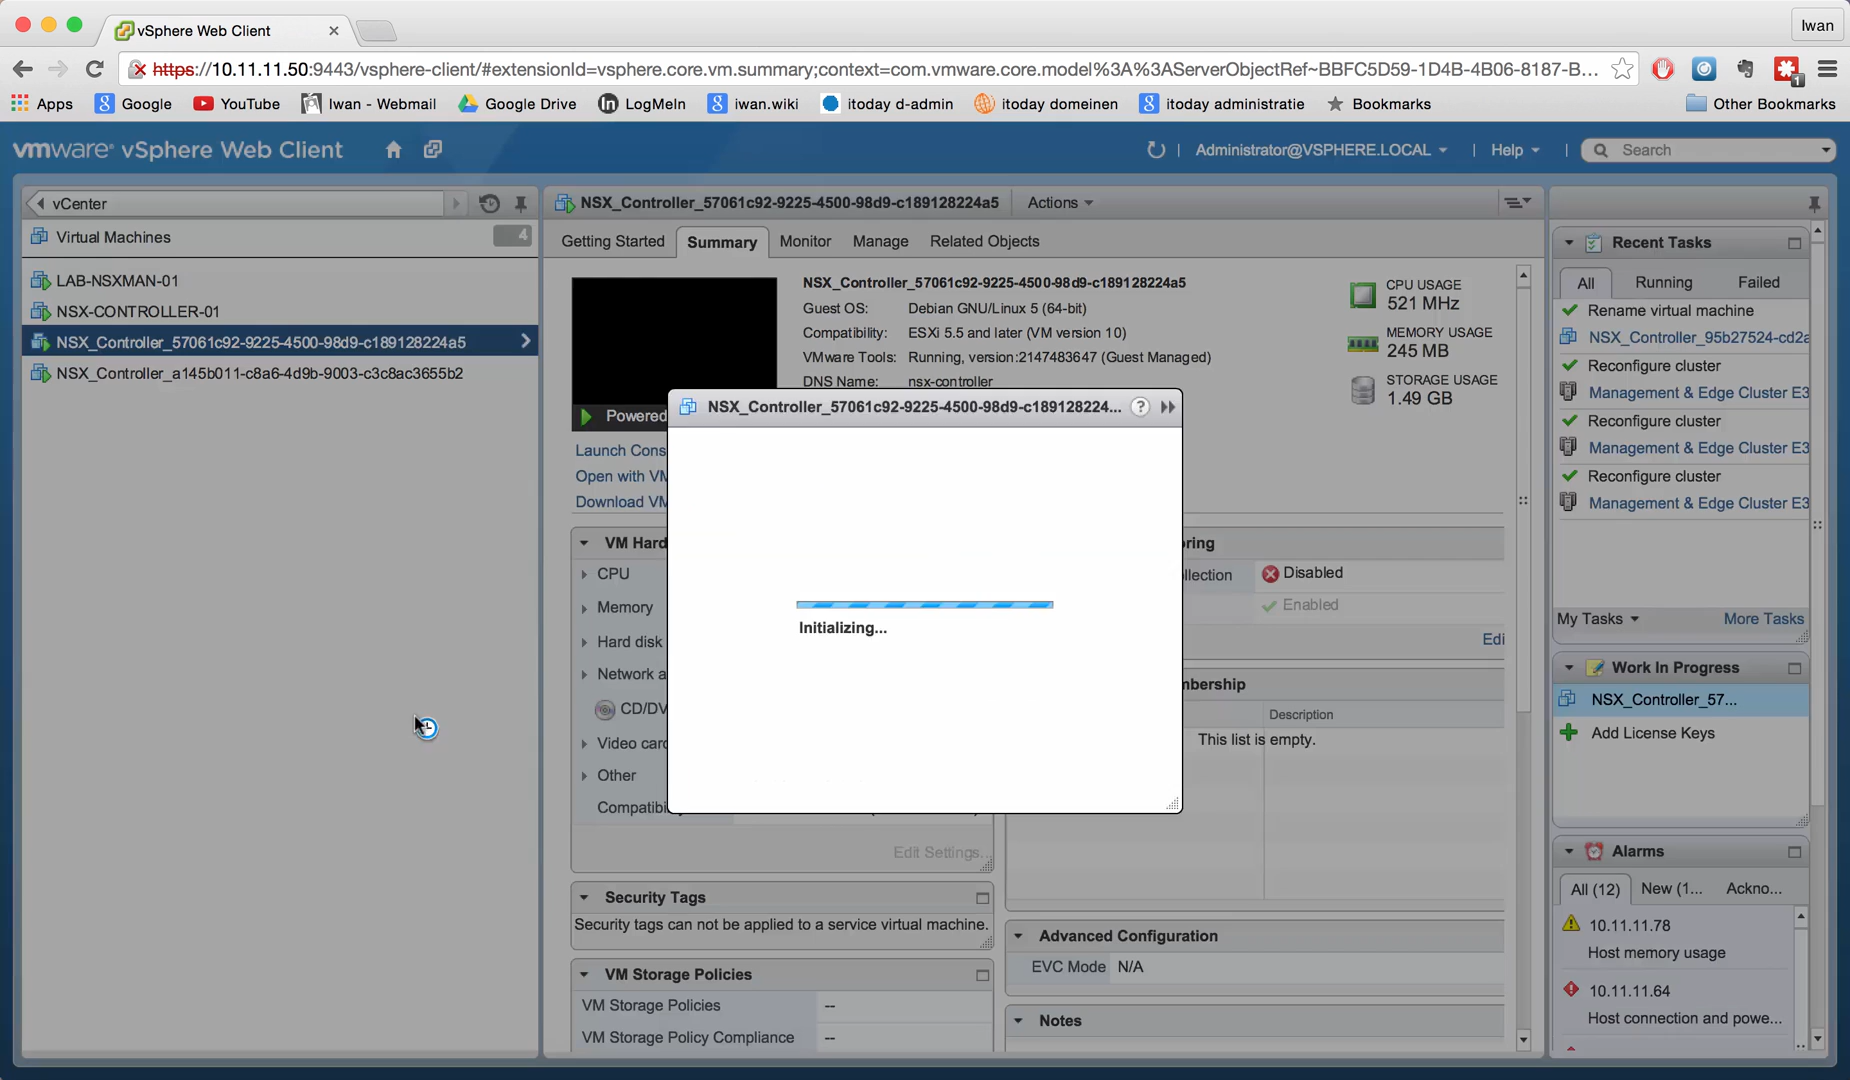 vSphere Web Client
Iwan
https://10.11.11.50:9443/vsphere-client/#extensionId=vsphere.core.vm.summary;context=com.vmware.core.model%3A%3AServerObjectRef~BBFC5D59-1D4B-4B06-8187-B...
Apps Google YouTube Iwan - Webmail Google Drive LogMeIn iwan.wiki itoday d-admin itoday domeinen itoday administratie Bookmarks Other Bookmarks
vmware® vSphere Web Client
Administrator@VSPHERE.LOCAL | Help | Search
vCenter
Virtual Machines 4
LAB-NSXMAN-01
NSX-CONTROLLER-01
NSX_Controller_57061c92-9225-4500-98d9-c189128224a5
NSX_Controller_a145b011-c8a6-4d9b-9003-c3c8ac3655b2
NSX_Controller_57061c92-9225-4500-98d9-c189128224a5 Actions
Getting Started Summary Monitor Manage Related Objects
NSX_Controller_57061c92-9225-4500-98d9-c189128224a5
Guest OS: Debian GNU/Linux 5 (64-bit)
Compatibility: ESXi 5.5 and later (VM version 10)
VMware Tools: Running, version:2147483647 (Guest Managed)
DNS Name: nsx-controller
CPU USAGE
521 MHz
MEMORY USAGE
245 MB
STORAGE USAGE
1.49 GB
Powered
Launch Cons
Open with VM
Download VM
NSX_Controller_57061c92-9225-4500-98d9-c189128224... ?
Initializing...
VM Hard
CPU
Memory
Hard disk
Network a
CD/DV
Video card
Other
Compatibi
Edit Settings...
oring
llection Disabled
Enabled
Edi
mbership
Description
This list is empty.
Security Tags
Security tags can not be applied to a service virtual machine.
VM Storage Policies
VM Storage Policies --
VM Storage Policy Compliance --
Advanced Configuration
EVC Mode N/A
Notes
Recent Tasks
All Running Failed
Rename virtual machine
NSX_Controller_95b27524-cd2a
Reconfigure cluster
Management & Edge Cluster E3
Reconfigure cluster
Management & Edge Cluster E3
Reconfigure cluster
Management & Edge Cluster E3
My Tasks More Tasks
Work In Progress
NSX_Controller_57...
Add License Keys
Alarms
All (12) New (1... Ackno...
10.11.11.78
Host memory usage
10.11.11.64
Host connection and powe...